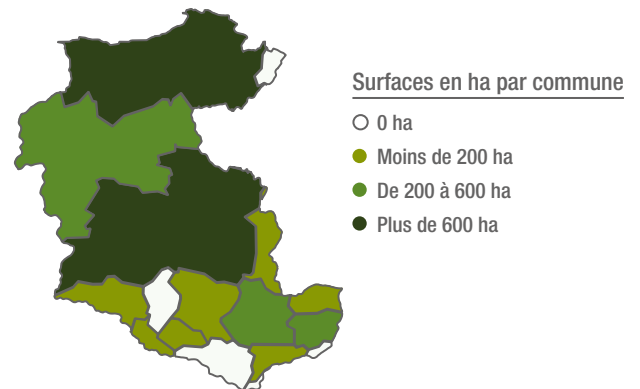 Surfaces en ha par commune
0 ha
Moins de 200 ha
De 200 à 600 ha
Plus de 600 ha